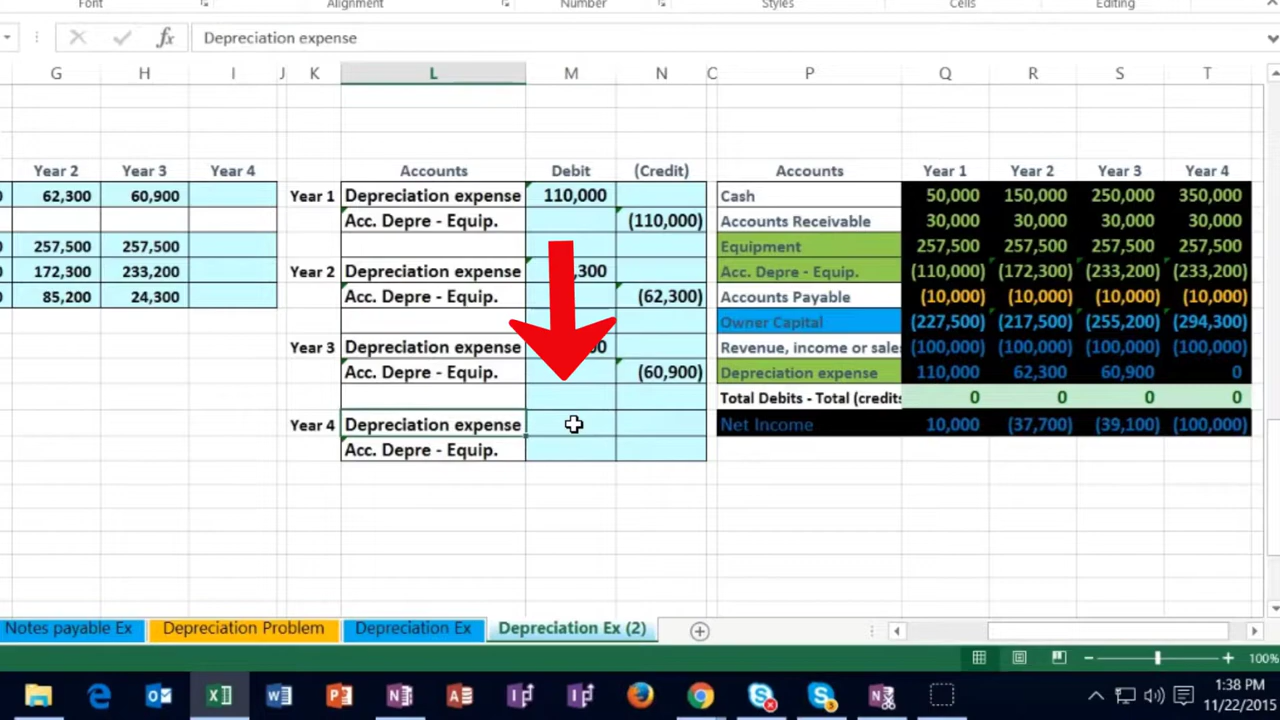 Font Alignment Number Styles Cells Editing
fx Depreciation expense
G H I J K L M N C P Q R S T
Year 2 Year 3 Year 4 Accounts Debit (Credit) Accounts Year 1 Year 2 Year 3 Year 4
0 62,300 60,900 Year 1 Depreciation expense 110,000 Cash 50,000 150,000 250,000 350,000
Acc. Depre - Equip. (110,000) Accounts Receivable 30,000 30,000 30,000 30,000
0 257,500 257,500 Equipment 257,500 257,500 257,500 257,500
0 172,300 233,200 Year 2 Depreciation expense ,300 Acc. Depre - Equip. (110,000) (172,300) (233,200) (233,200)
0 85,200 24,300 Acc. Depre - Equip. (62,300) Accounts Payable (10,000) (10,000) (10,000) (10,000)
Owner Capital (227,500) (217,500) (255,200) (294,300)
Year 3 Depreciation expense 00 Revenue, income or sales (100,000) (100,000) (100,000) (100,000)
Acc. Depre - Equip. (60,900) Depreciation expense 110,000 62,300 60,900 0
Total Debits - Total (credits 0 0 0 0
Year 4 Depreciation expense Net Income 10,000 (37,700) (39,100) (100,000)
Acc. Depre - Equip.
Notes payable Ex Depreciation Problem Depreciation Ex Depreciation Ex (2)
100%
1:38 PM
11/22/2015